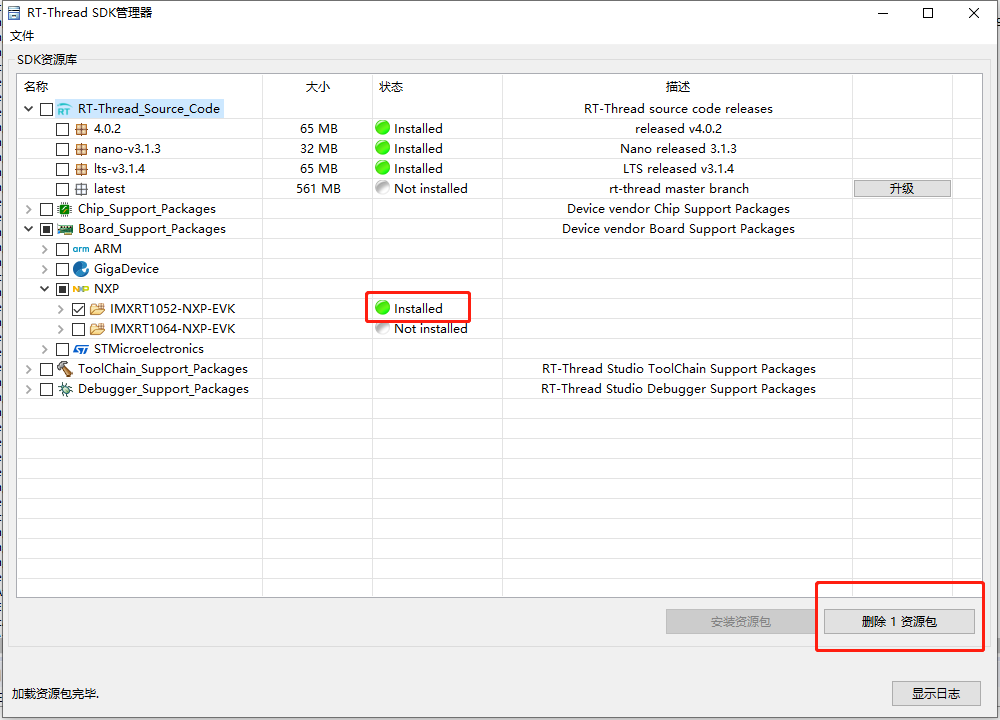 RT-Thread SDK管理器
文件
SDK资源库
名称 大小 状态 描述
RT RT-Thread_Source_Code RT-Thread source code releases
4.0.2 65 MB Installed released v4.0.2
nano-v3.1.3 32 MB Installed Nano released 3.1.3
lts-v3.1.4 65 MB Installed LTS released v3.1.4
latest 561 MB Not installed rt-thread master branch 升级
Chip_Support_Packages Device vendor Chip Support Packages
Board_Support_Packages Device vendor Board Support Packages
arm ARM
GigaDevice
NXP NXP
IMXRT1052-NXP-EVK Installed
IMXRT1064-NXP-EVK Not installed
ST STMicroelectronics
ToolChain_Support_Packages RT-Thread Studio ToolChain Support Packages
Debugger_Support_Packages RT-Thread Studio Debugger Support Packages
安装资源包 删除 1 资源包
加载资源包完毕. 显示日志